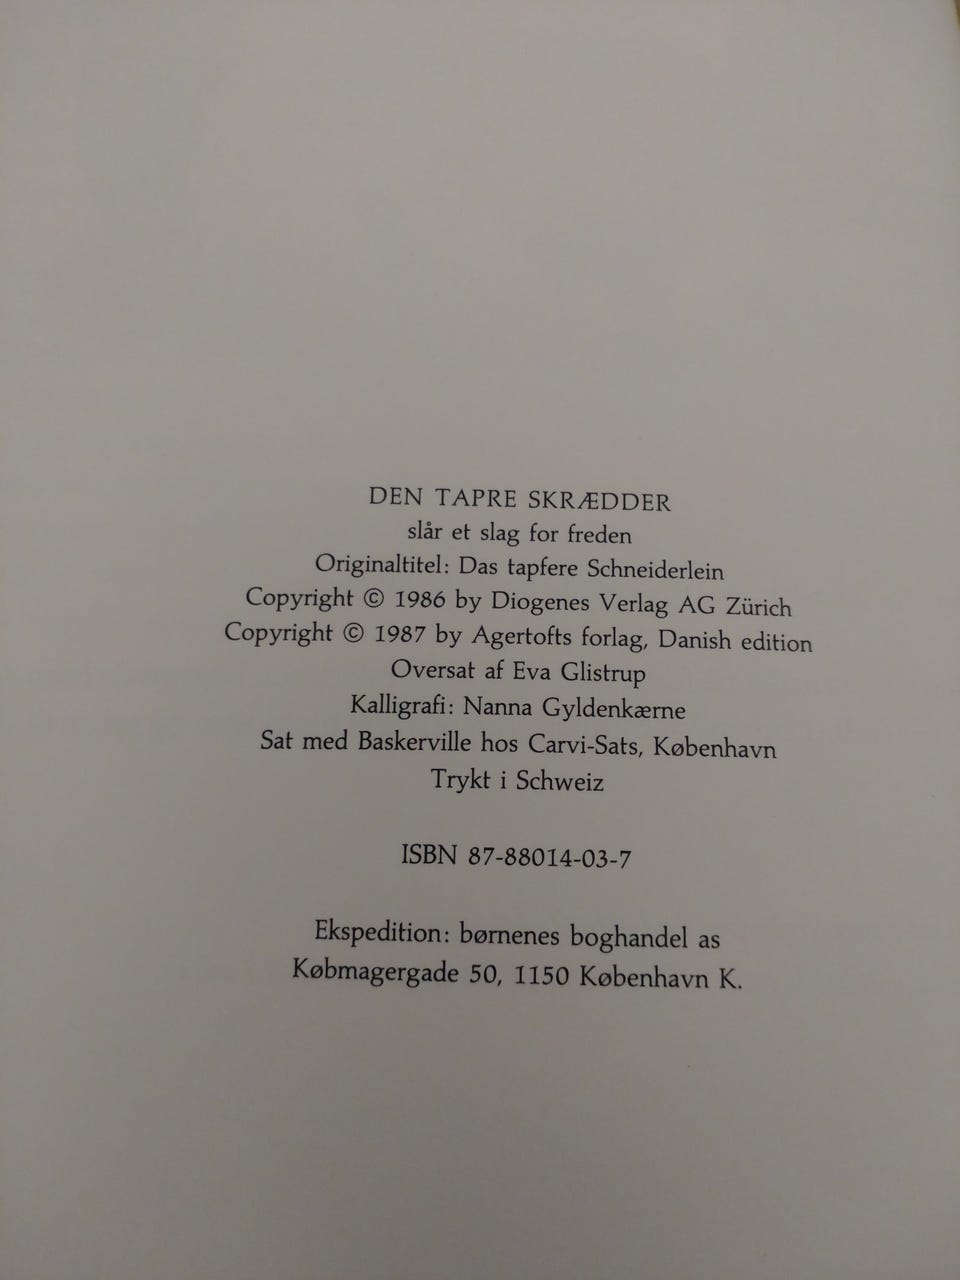 DEN TAPRE SKRÆDDER
slår et slag for freden
Originaltitel: Das tapfere Schneiderlein
Copyright © 1986 by Diogenes Verlag AG Zürich
Copyright © 1987 by Agertofts forlag, Danish edition
Oversat af Eva Glistrup
Kalligrafi: Nanna Gyldenkærne
Sat med Baskerville hos Carvi-Sats, København
Trykt i Schweiz
ISBN 87-88014-03-7
Ekspedition: børnenes boghandel as
Købmagergade 50, 1150 København K.